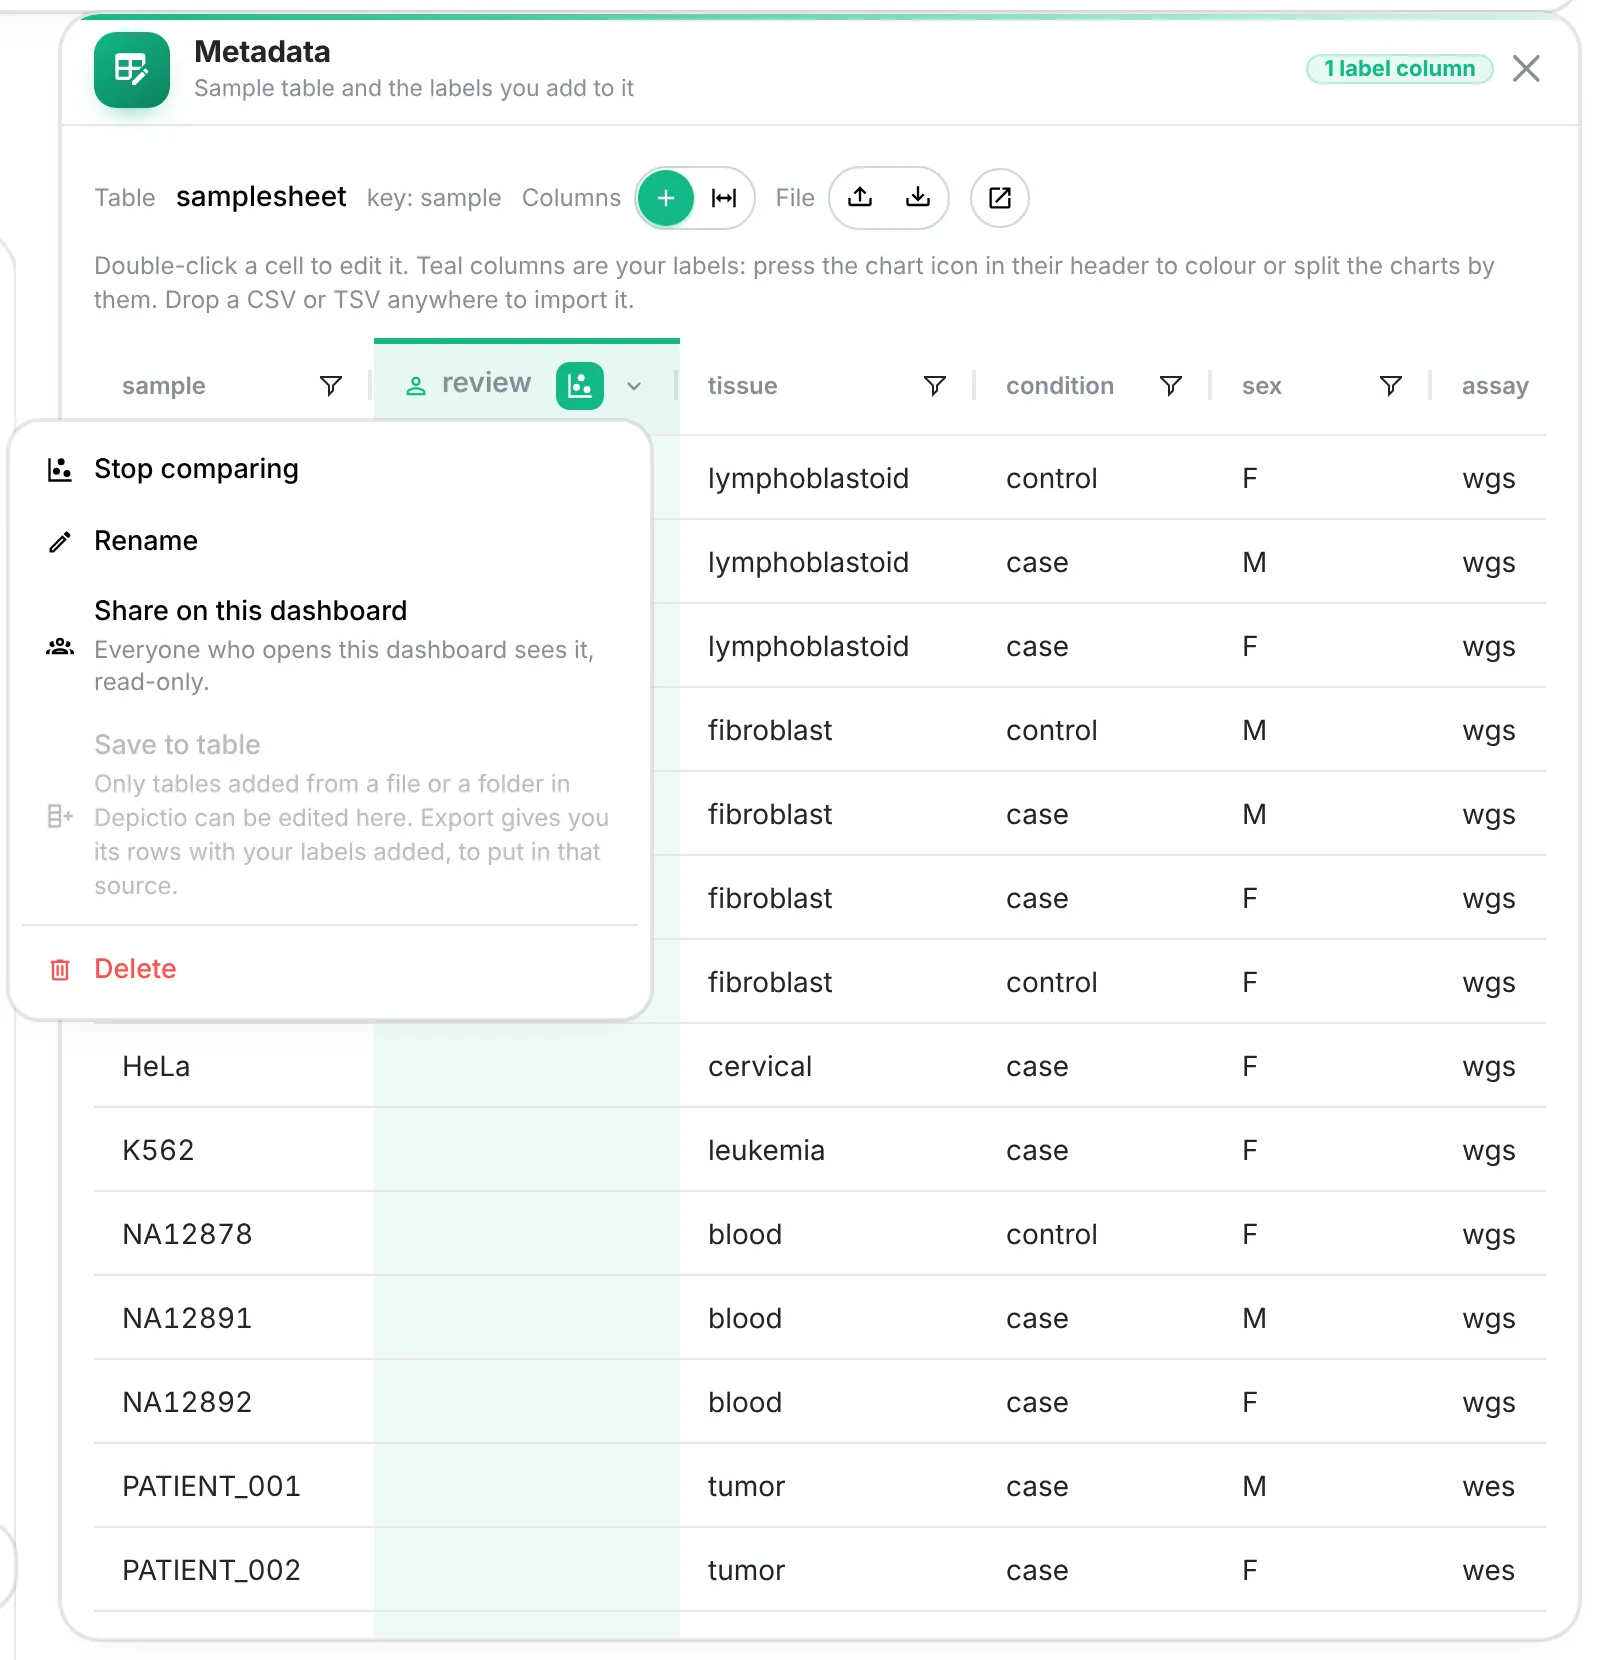 Metadata
Sample table and the labels you add to it
1 label column
Table samplesheet key: sample Columns File
Double-click a cell to edit it. Teal columns are your labels: press the chart icon in their header to colour or split the charts by
them. Drop a CSV or TSV anywhere to import it.
sample review tissue condition sex assay
Stop comparing
Rename
Share on this dashboard
Everyone who opens this dashboard sees it,
read-only.
Save to table
Only tables added from a file or a folder in
Depictio can be edited here. Export gives you
its rows with your labels added, to put in that
source.
Delete
lymphoblastoid control F wgs
lymphoblastoid case M wgs
lymphoblastoid case F wgs
fibroblast control M wgs
fibroblast case M wgs
fibroblast case F wgs
fibroblast control F wgs
HeLa cervical case F wgs
K562 leukemia case F wgs
NA12878 blood control F wgs
NA12891 blood case M wgs
NA12892 blood case F wgs
PATIENT_001 tumor case M wes
PATIENT_002 tumor case F wes